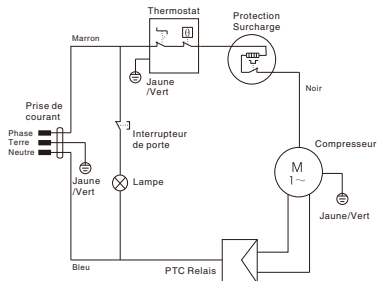 Thermostat
Protection
Surcharge
Marron
Jaune
/Vert
Noir
Prise de
courant
Phase
Terre
Neutre
Interrupteur
de porte
Compresseur
M
1~
Jaune
/Vert
Lampe
Jaune/Vert
Bleu
PTC Relais